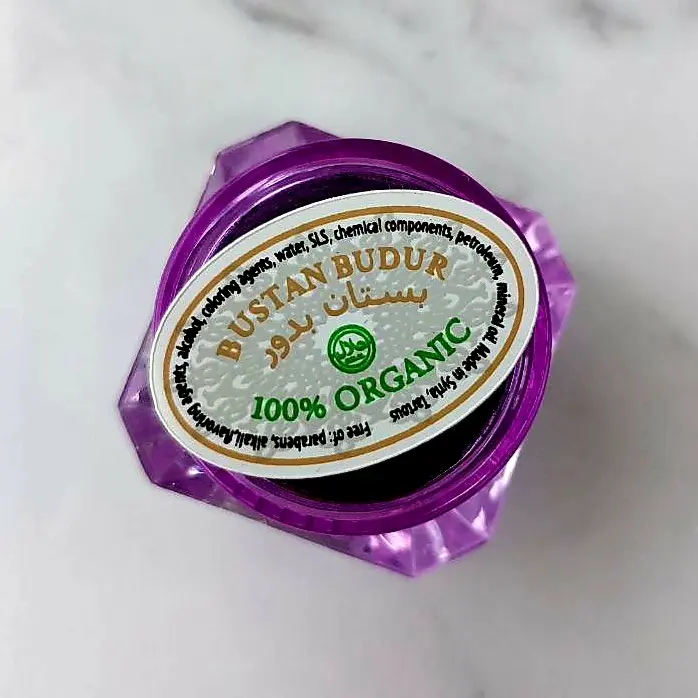 BUSTAN BUDUR
بستان بدور
حلال
100% ORGANIC
Free of: parabens, alkali, flavoring agents, alcohol, coloring agents, water, SLS, chemical components, petroleum, mineral oil. Made in Syria, Tartous